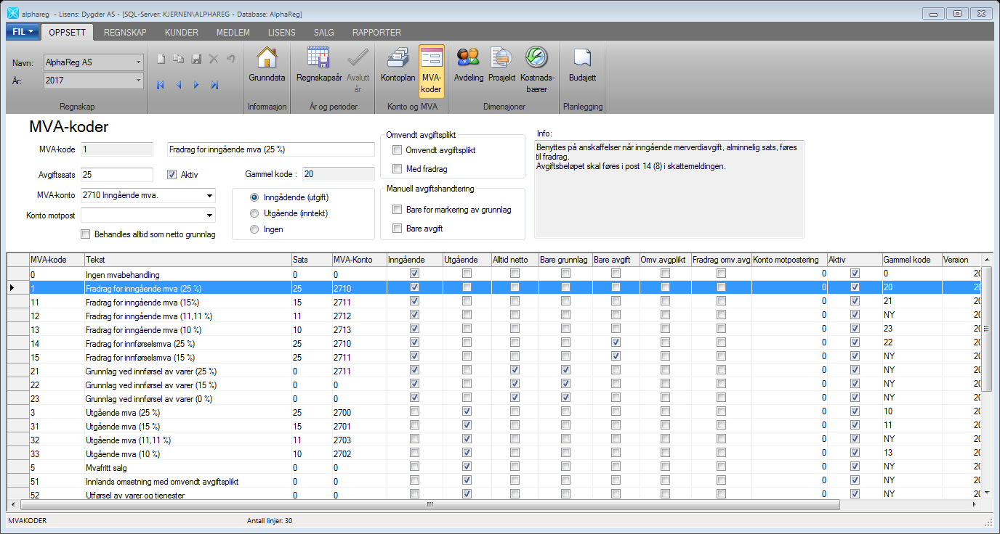 alphareg - Lisens: Dygder AS - [SQL-Server: KJERNEN\ALPHAREG - Database: AlphaReg]
FIL OPPSETT REGNSKAP KUNDER MEDLEM LISENS SALG RAPPORTER
Navn: AlphaReg AS
År: 2017
Regnskap
Grunndata
Informasjon
Regnskapsår Avslutt år
År og perioder
Kontoplan MVA-koder
Konto og MVA
Avdeling Prosjekt Kostnads-bærer
Dimensjoner
Budsjett
Planlegging
MVA-koder
MVA-kode 1 Fradrag for inngående mva (25 %)
Avgiftssats 25 Aktiv Gammel kode : 20
MVA-konto 2710 Inngående mva.
Konto motpost
Behandles alltid som netto grunnlag
Inngådende (utgift)
Utgående (inntekt)
Ingen
Omvendt avgiftsplikt
Omvendt avgiftsplikt
Med fradrag
Manuell avgiftshandtering
Bare for markering av grunnlag
Bare avgift
Info:
Benyttes på anskaffelser når inngående merverdiavgift, alminnelig sats, føres
til fradrag.
Avgiftsbeløpet skal føres i post 14 (8) i skattemeldingen.
MVA-kode Tekst Sats MVA-Konto Inngående Utgående Alltid netto Bare grunnlag Bare avgift Omv.avgplikt Fradrag omv.avg Konto motpostering Aktiv Gammel kode Version
0 Ingen mvabehandling 0 0 0 0 20
1 Fradrag for inngående mva (25 %) 25 2710 0 20 20
11 Fradrag for inngående mva (15%) 15 2711 0 21 20
12 Fradrag for inngående mva (11,11 %) 11 2712 0 NY 20
13 Fradrag for inngående mva (10 %) 10 2713 0 23 20
14 Fradrag for innførselsmva (25 %) 25 2710 0 22 20
15 Fradrag for innførselsmva (15 %) 25 2711 0 NY 20
21 Grunnlag ved innførsel av varer (25 %) 0 2711 0 NY 20
22 Grunnlag ved innførsel av varer (15 %) 0 0 0 NY 20
23 Grunnlag ved innførsel av varer (0 %) 0 0 0 NY 20
3 Utgående mva (25 %) 25 2700 0 10 20
31 Utgående mva (15 %) 15 2701 0 11 20
32 Utgående mva (11,11 %) 11 2703 0 NY 20
33 Utgående mva (10 %) 10 2702 0 13 20
5 Mvafritt salg 0 0 0 NY 20
51 Innlands omsetning med omvendt avgiftsplikt 0 0 0 NY 20
52 Utførsel av varer og tjenester 0 0 0 NY 20
MVAKODER Antall linjer: 30